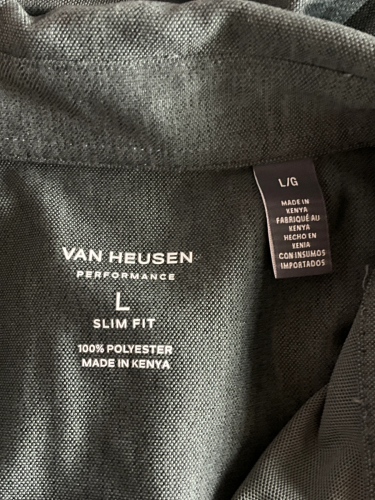 VAN HEUSEN
PERFORMANCE
L
SLIM FIT
100% POLYESTER
MADE IN KENYA
L/G
MADE IN
KENYA
FABRIQUÉ AU
KENYA
HECHO EN
KENIA
CON INSUMOS
IMPORTADOS